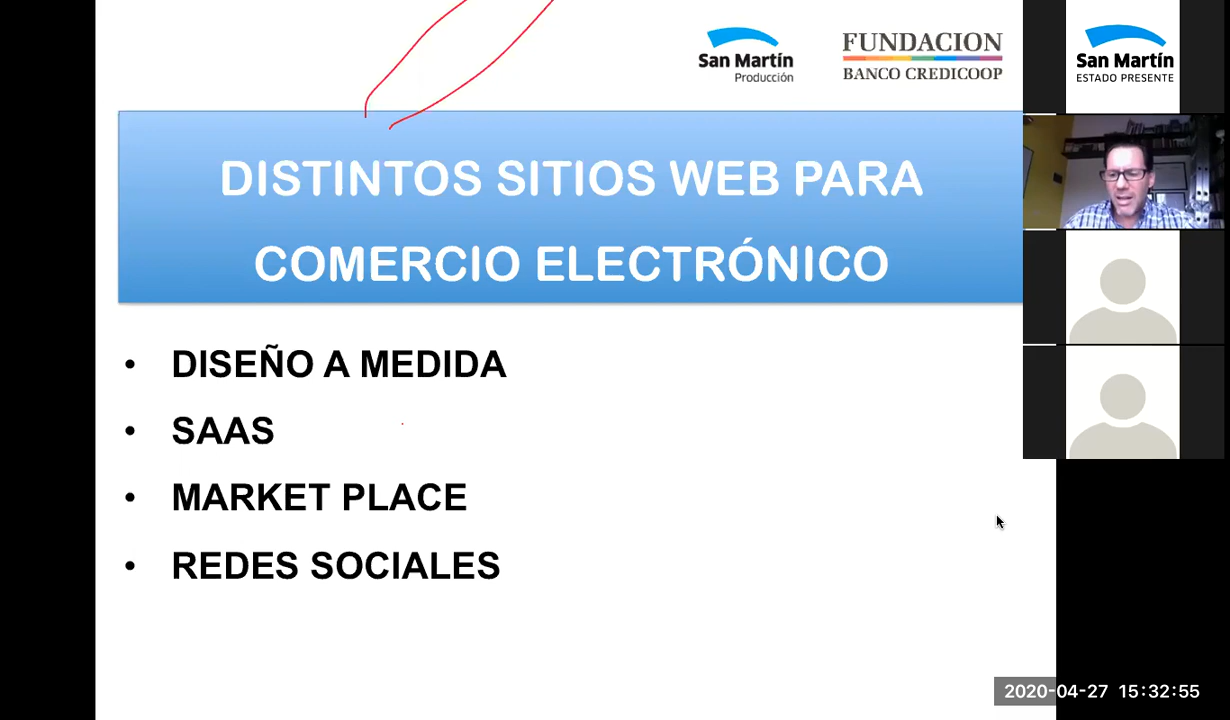 San Martín
Producción
FUNDACION
BANCO CREDICOOP
San Martín
ESTADO PRESENTE
DISTINTOS SITIOS WEB PARA
COMERCIO ELECTRÓNICO
• DISEÑO A MEDIDA
• SAAS
• MARKET PLACE
• REDES SOCIALES
2020-04-27 15:32:55